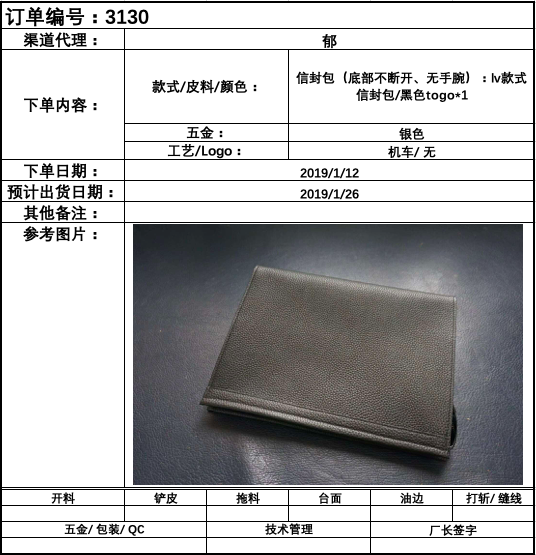 订单编号：3130
渠道代理：
郁
下单内容：
款式/皮料/颜色：
信封包（底部不断开、无手腕）：lv款式
信封包/黑色togo*1
五金：
银色
工艺/Logo：
机车/ 无
下单日期：
2019/1/12
预计出货日期：
2019/1/26
其他备注：
参考图片：
开料
铲皮
拖料
台面
油边
打斩/ 缝线
五金/ 包装/ QC
技术管理
厂长签字